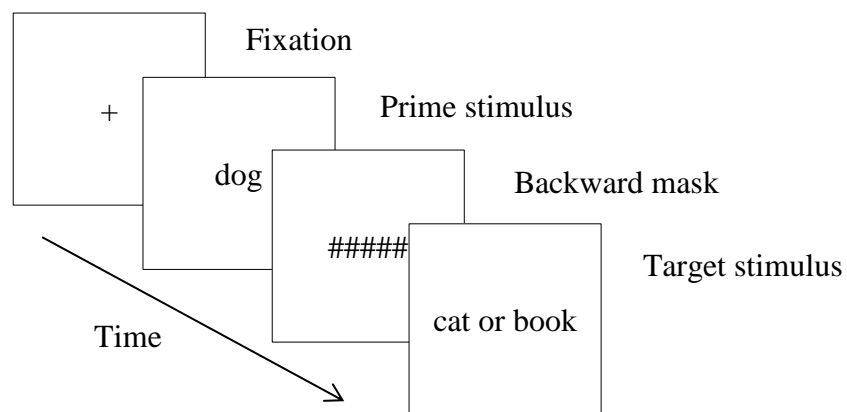 Fixation
+
Prime stimulus
dog
Backward mask
#####
Target stimulus
cat or book
Time